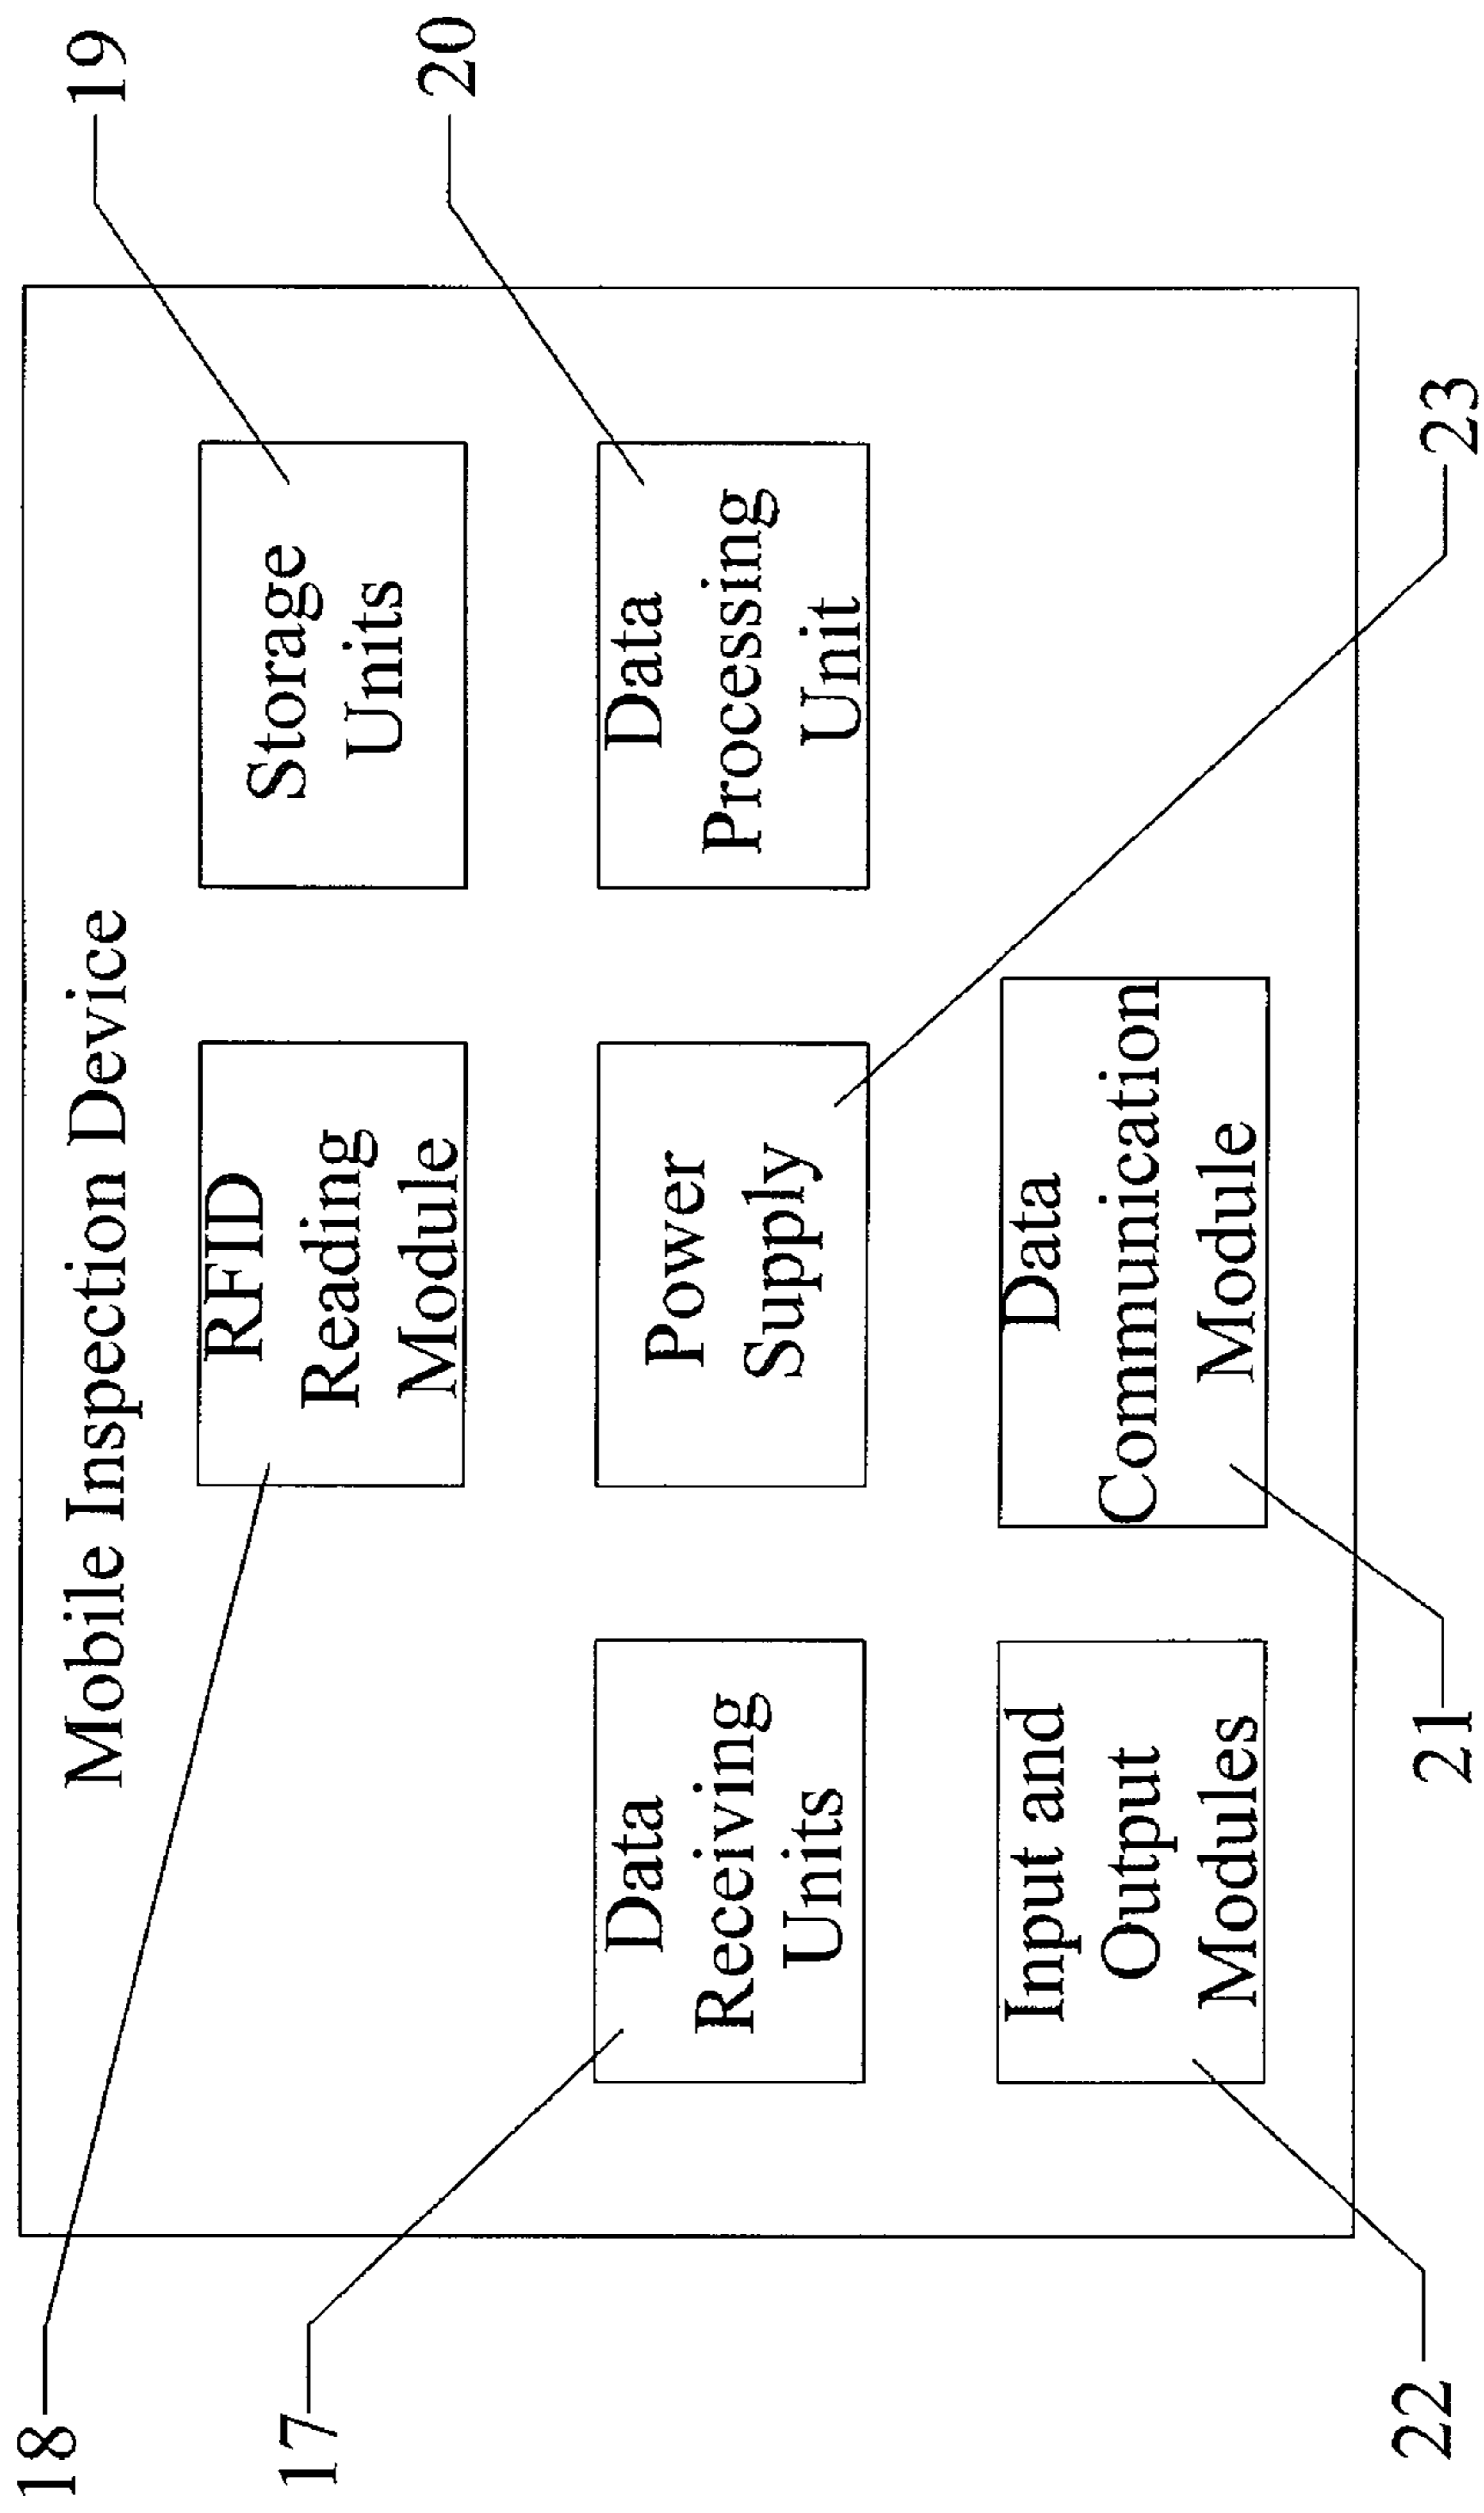 Mobile Inspection Device
18
RFID
Reading
Module
Storage
Units
19
17
Data
Receiving
Units
Power
Supply
Data
Processing
Unit
20
22
Input and
Output
Modules
21
Data
Communication
Module
23